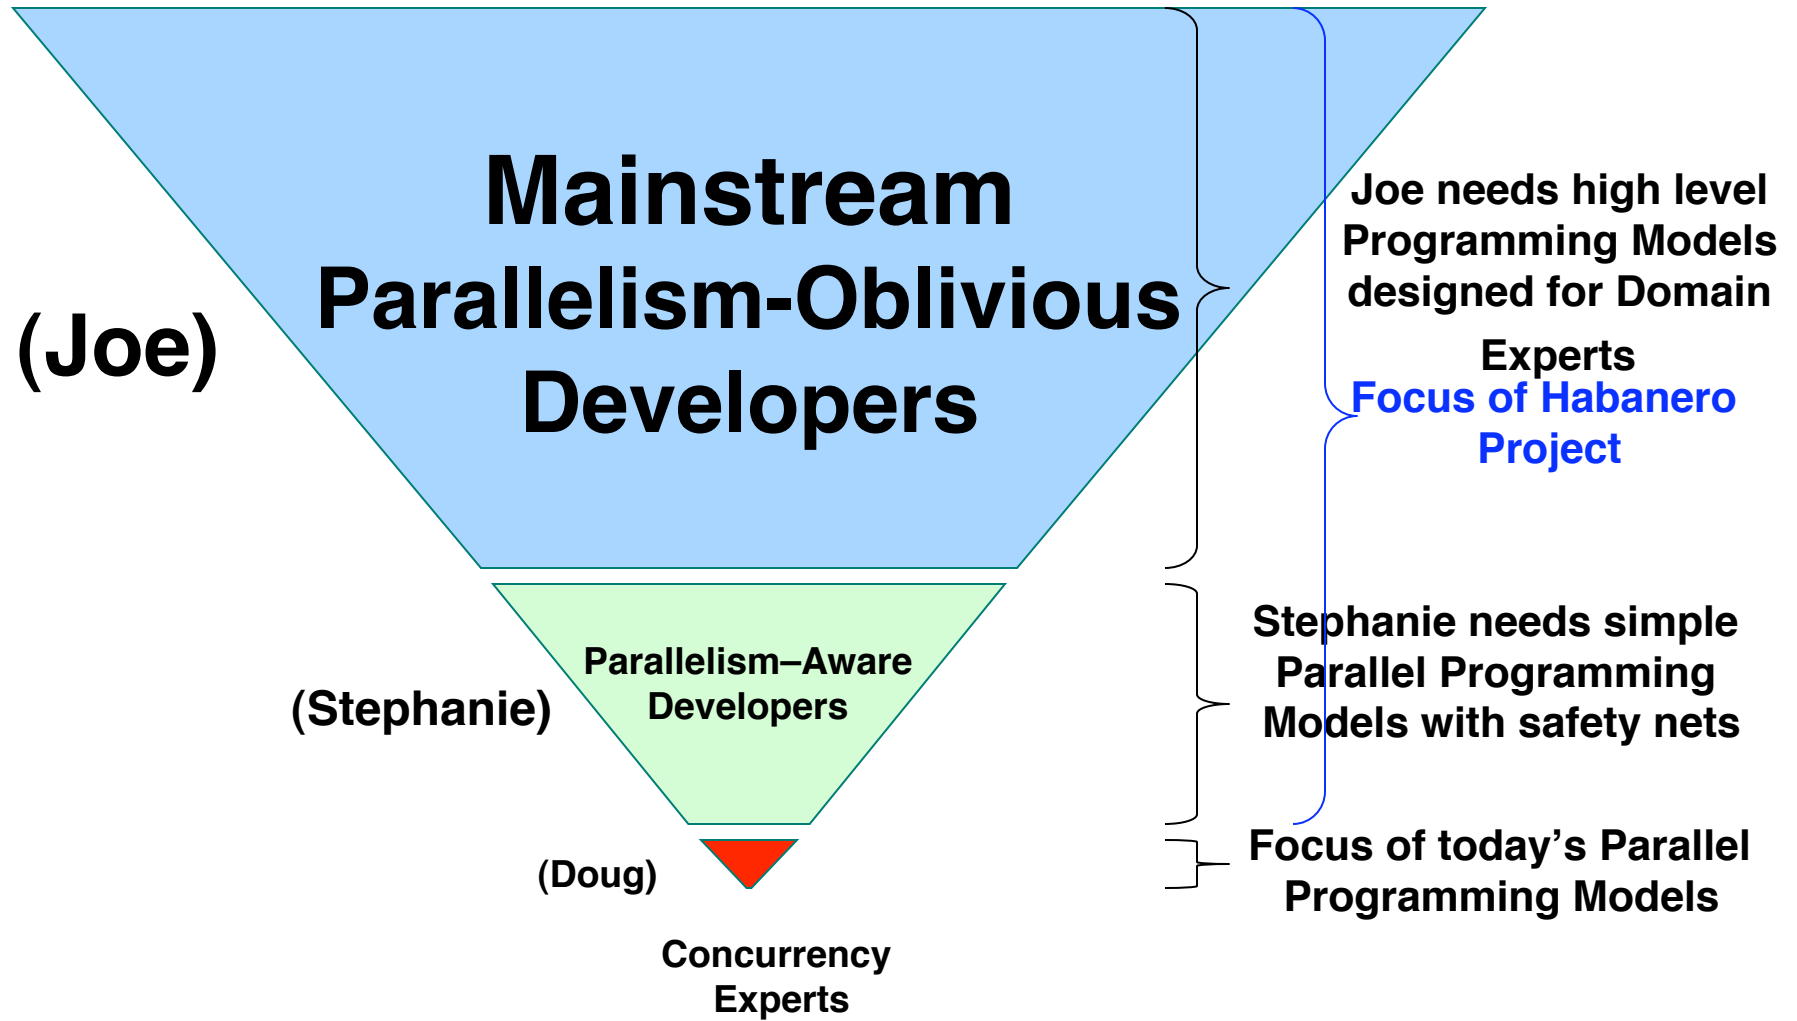 Mainstream
Parallelism-Oblivious
Developers
(Joe)
Joe needs high level
Programming Models
designed for Domain
Experts
Focus of Habanero
Project
Parallelism–Aware
Developers
(Stephanie)
Stephanie needs simple
Parallel Programming
Models with safety nets
(Doug)
Focus of today’s Parallel
Programming Models
Concurrency
Experts